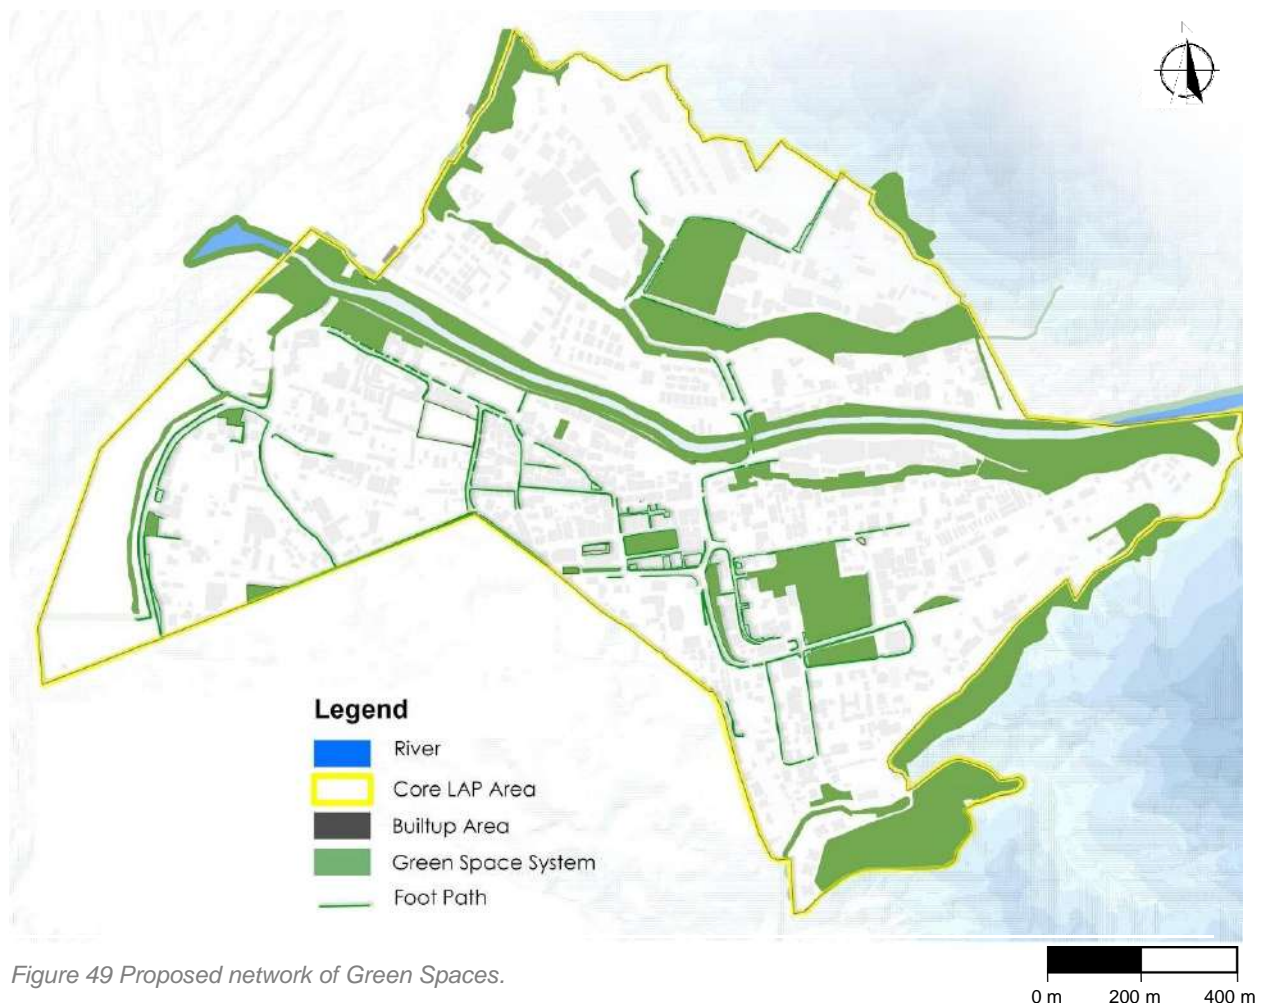 N
Legend
River
Core LAP Area
Builtup Area
Green Space System
Foot Path
Figure 49 Proposed network of Green Spaces.
0 m 200 m 400 m